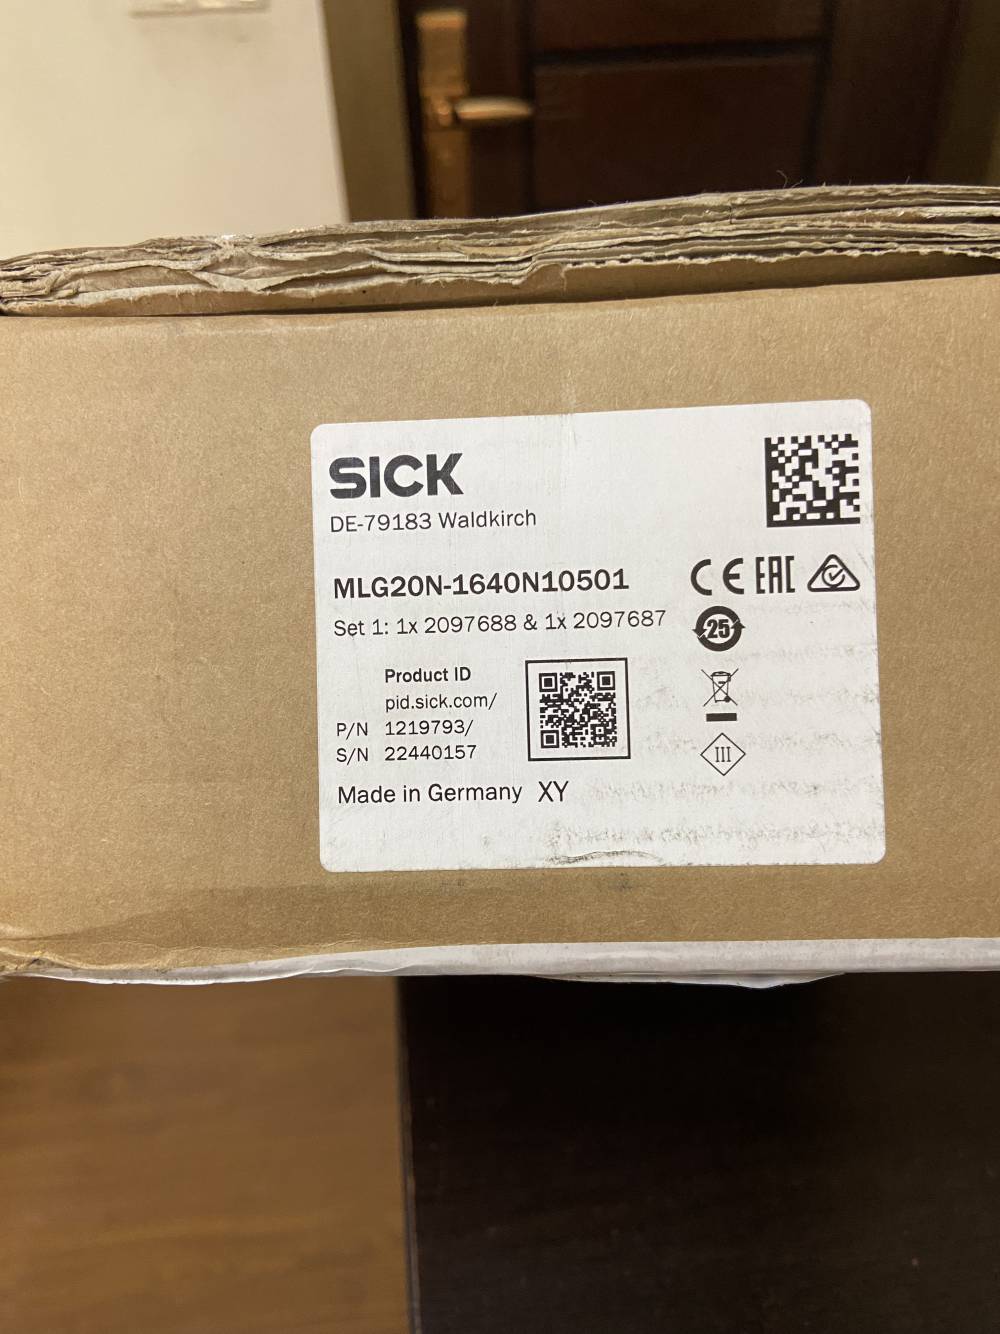 SICK
DE-79183 Waldkirch
MLG20N-1640N10501
CE EAC
Set 1: 1x 2097688 & 1x 2097687
25
Product ID
pid.sick.com/
P/N 1219793/
S/N 22440157
III
Made in Germany XY